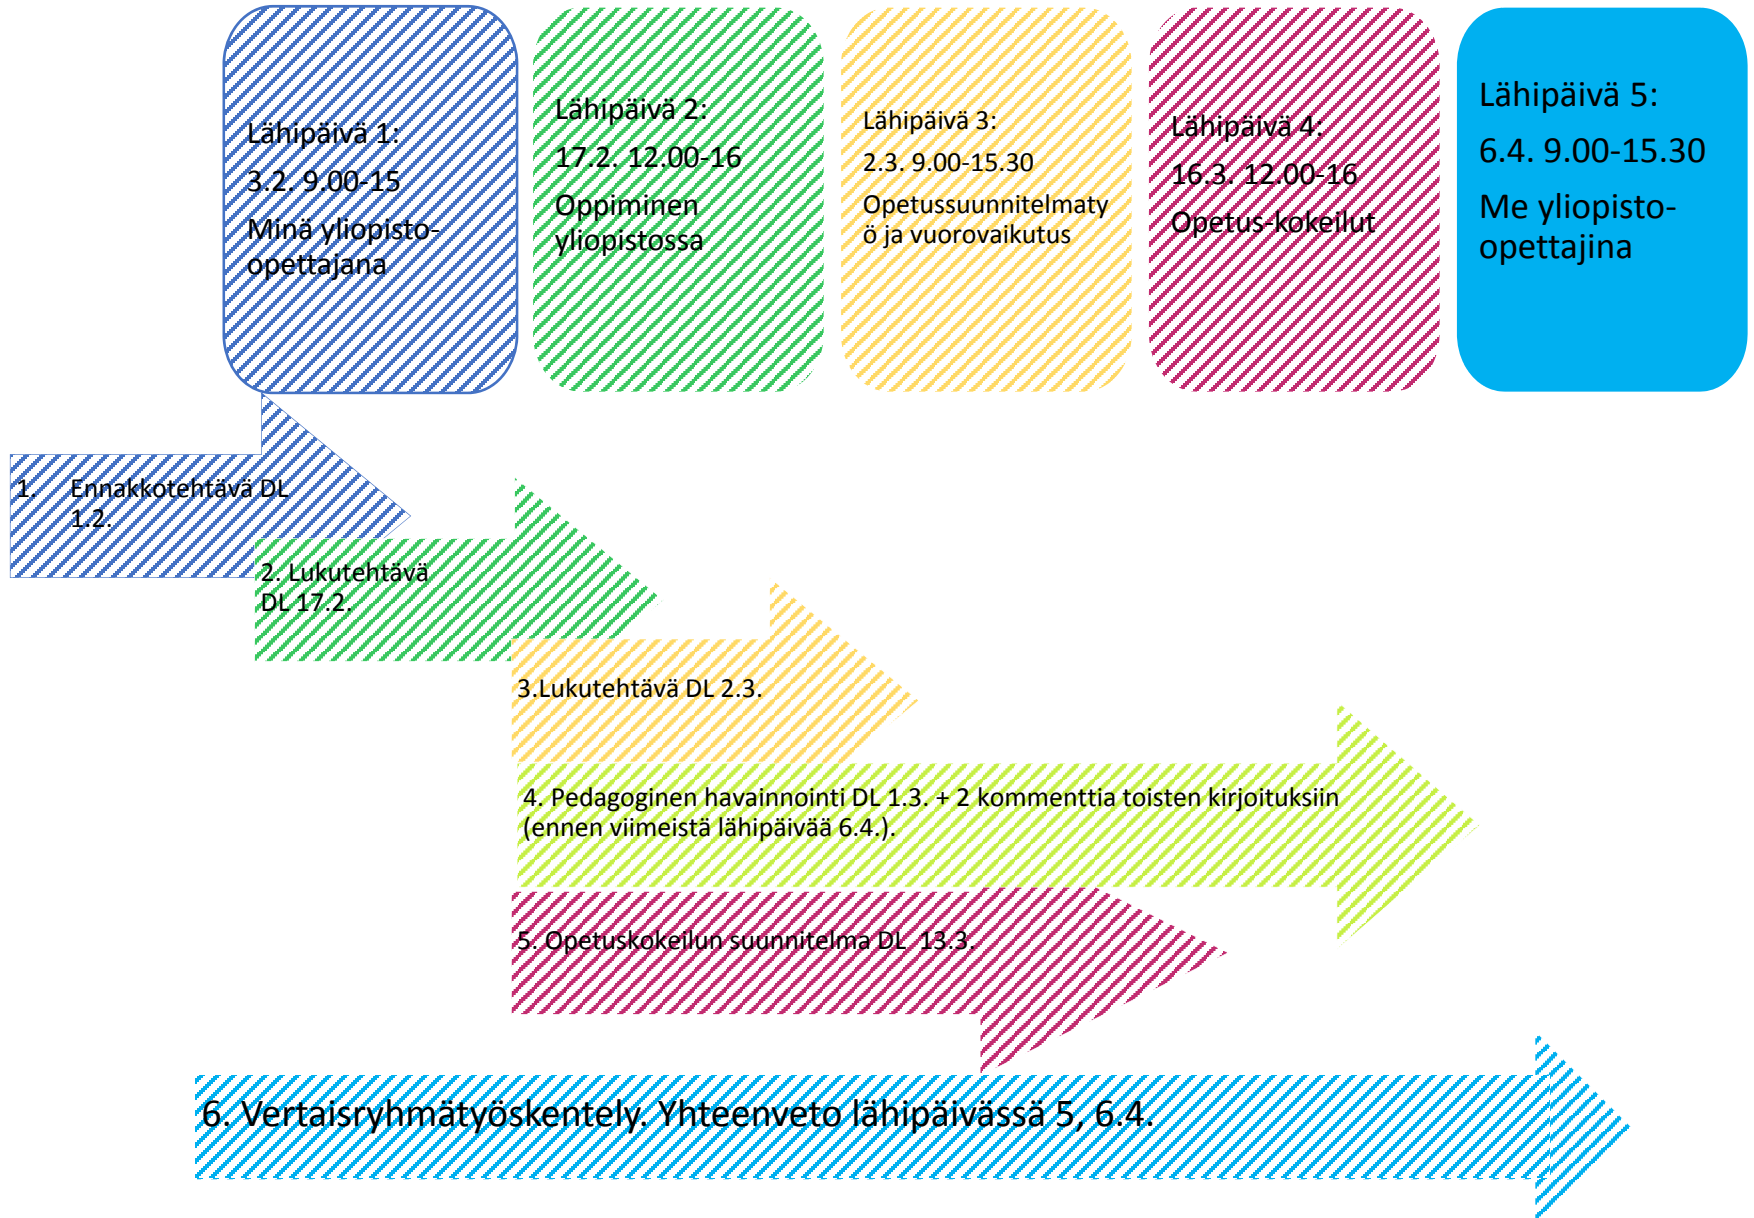 Lähipäivä 1:
3.2. 9.00-15
Minä yliopisto-
opettajana
Lähipäivä 2:
17.2. 12.00-16
Oppiminen
yliopistossa
Lähipäivä 3:
2.3. 9.00-15.30
Opetussuunnitelmaty
ö ja vuorovaikutus
Lähipäivä 4:
16.3. 12.00-16
Opetus-kokeilut
Lähipäivä 5:
6.4. 9.00-15.30
Me yliopisto-
opettajina
1. Ennakkotehtävä DL
1.2.
2. Lukutehtävä
DL 17.2.
3.Lukutehtävä DL 2.3.
4. Pedagoginen havainnointi DL 1.3. + 2 kommenttia toisten kirjoituksiin
(ennen viimeistä lähipäivää 6.4.).
5. Opetuskokeilun suunnitelma DL 13.3.
6. Vertaisryhmätyöskentely. Yhteenveto lähipäivässä 5, 6.4.